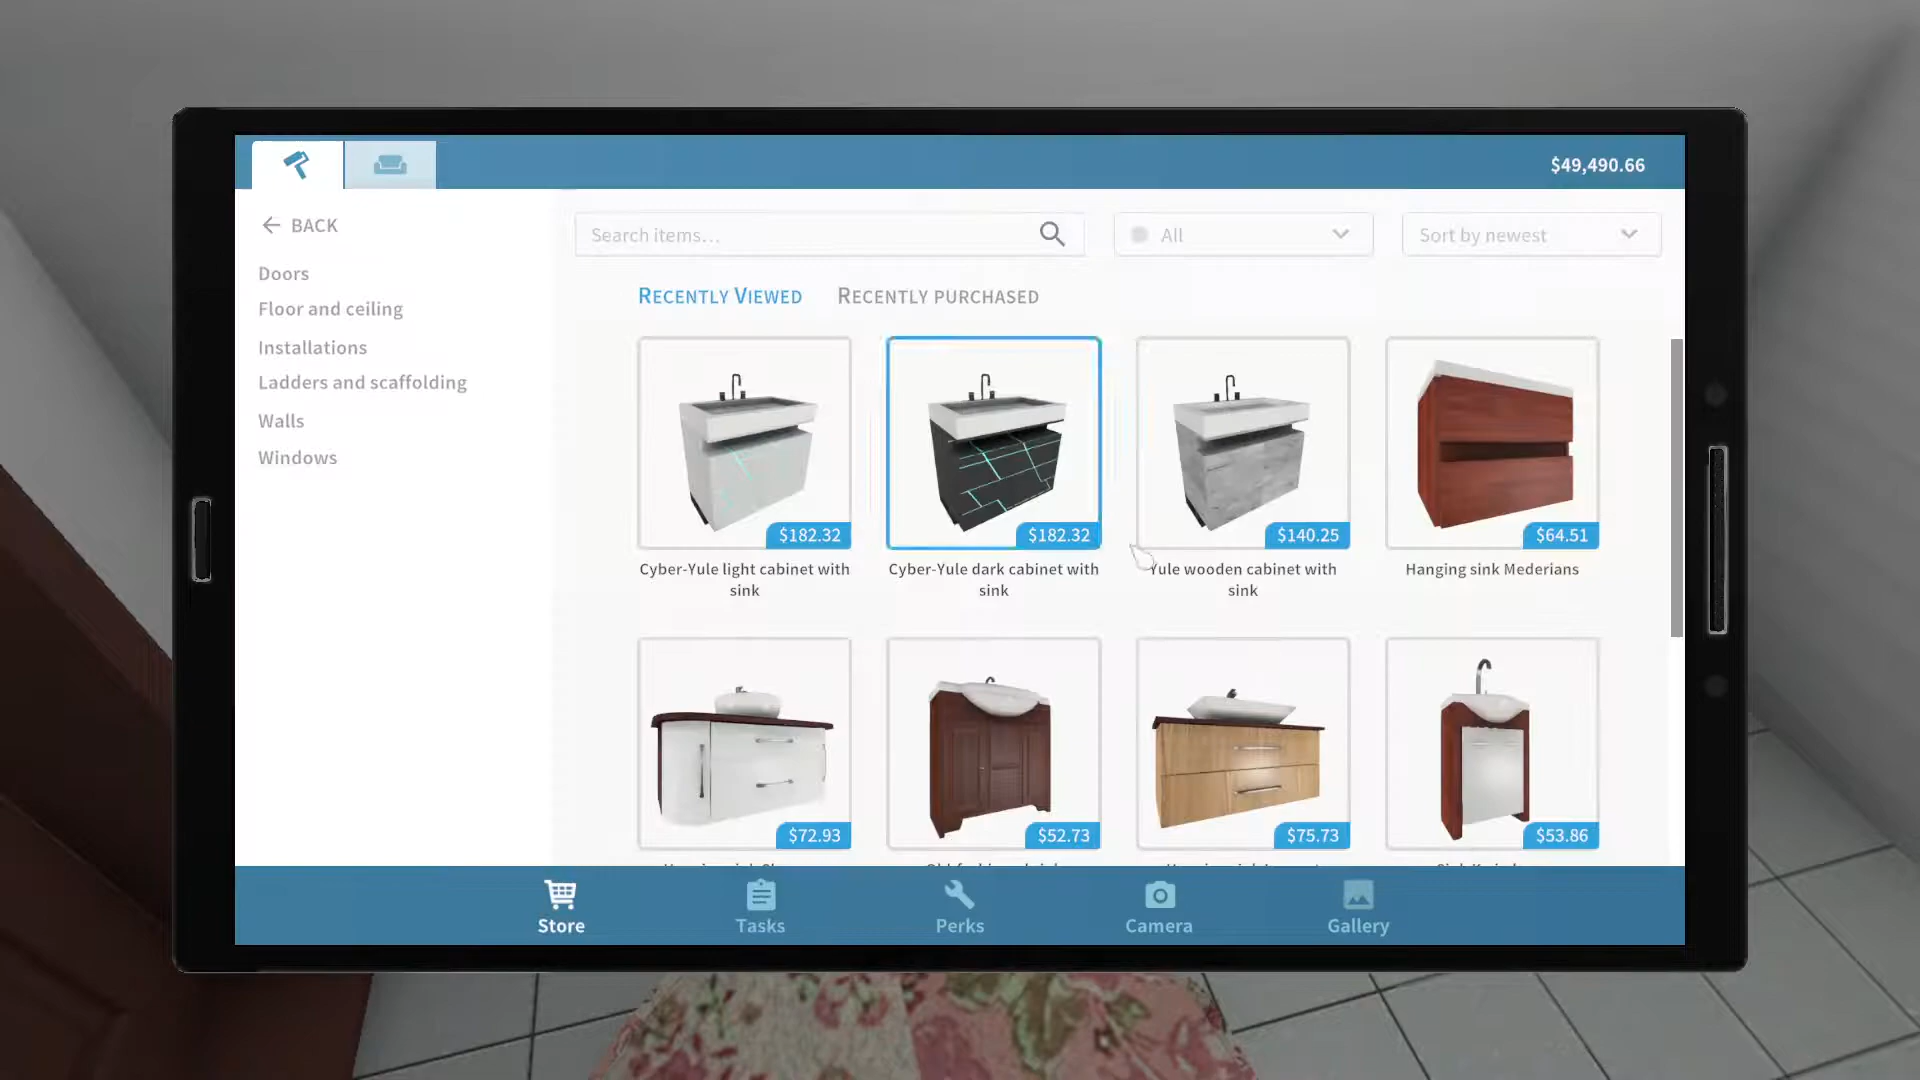 $49,490.66
BACK
Search items...
All
Sort by newest
Doors
Floor and ceiling
Installations
Ladders and scaffolding
Walls
Windows
RECENTLY VIEWED
RECENTLY PURCHASED
$182.32
$182.32
$140.25
$64.51
Cyber-Yule light cabinet with
sink
Cyber-Yule dark cabinet with
sink
Yule wooden cabinet with
sink
Hanging sink Mederians
$72.93
$52.73
$75.73
$53.86
Store
Tasks
Perks
Camera
Gallery